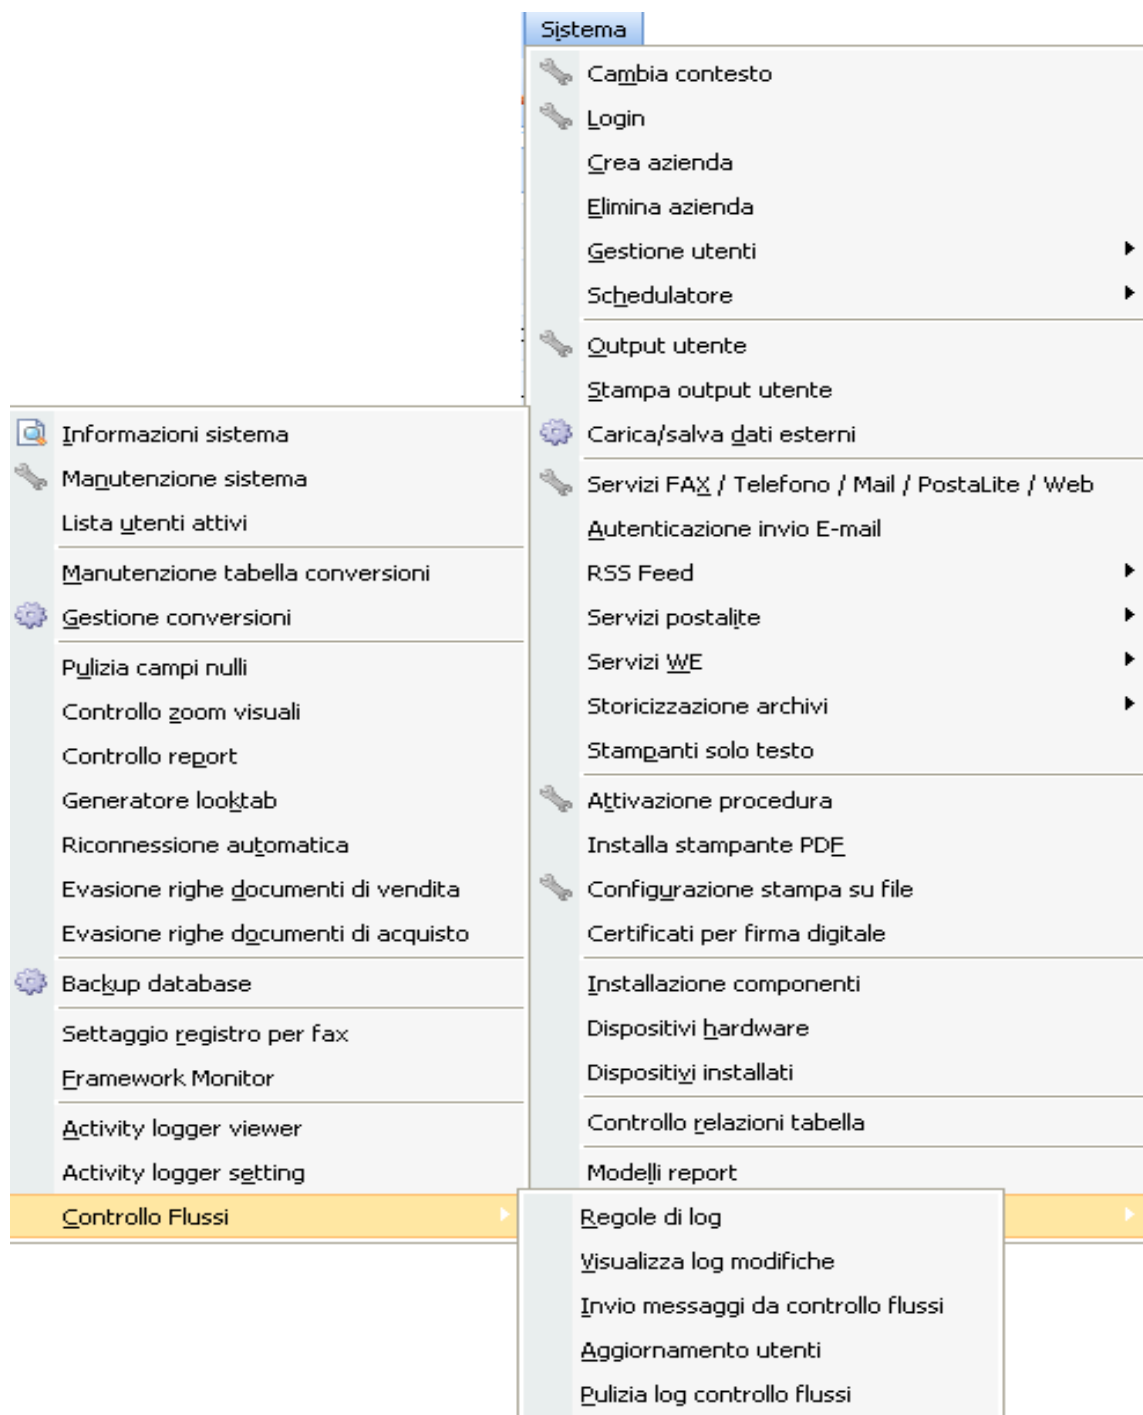 Sistema
Cambia contesto
Login
Crea azienda
Elimina azienda
Gestione utenti
Schedulatore
Output utente
Stampa output utente
Carica/salva dati esterni
Servizi FAX / Telefono / Mail / PostaLite / Web
Autenticazione invio E-mail
RSS Feed
Servizi postalite
Servizi WE
Storicizzazione archivi
Stampanti solo testo
Attivazione procedura
Installa stampante PDF
Configurazione stampa su file
Certificati per firma digitale
Installazione componenti
Dispositivi hardware
Dispositivi installati
Controllo relazioni tabella
Modelli report
Informazioni sistema
Manutenzione sistema
Lista utenti attivi
Manutenzione tabella conversioni
Gestione conversioni
Pulizia campi nulli
Controllo zoom visuali
Controllo report
Generatore looktab
Riconnessione automatica
Evasione righe documenti di vendita
Evasione righe documenti di acquisto
Backup database
Settaggio registro per fax
Framework Monitor
Activity logger viewer
Activity logger setting
Controllo Flussi
Regole di log
Visualizza log modifiche
Invio messaggi da controllo flussi
Aggiornamento utenti
Pulizia log controllo flussi